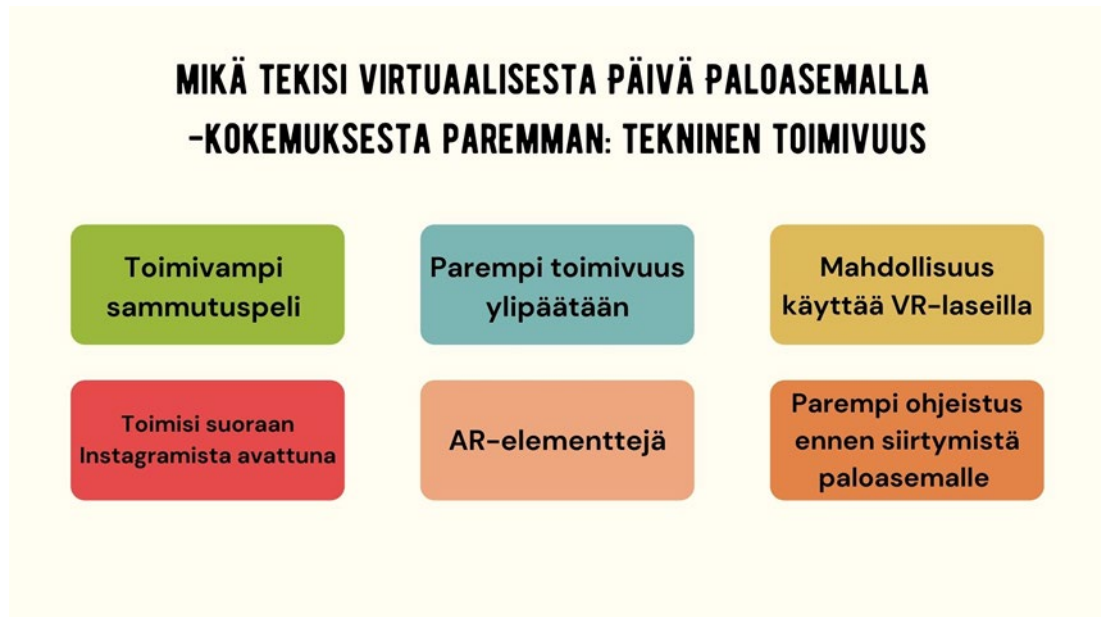 MIKÄ TEKISI VIRTUAALISESTA PÄIVÄ PALOASEMALLA
-KOKEMUKSESTA PAREMMAN: TEKNINEN TOIMIVUUS
Toimivampi
sammutuspeli
Parempi toimivuus
ylipäätään
Mahdollisuus
käyttää VR-laseilla
Toimisi suoraan
Instagramista avattuna
AR-elementtejä
Parempi ohjeistus
ennen siirtymistä
paloasemalle